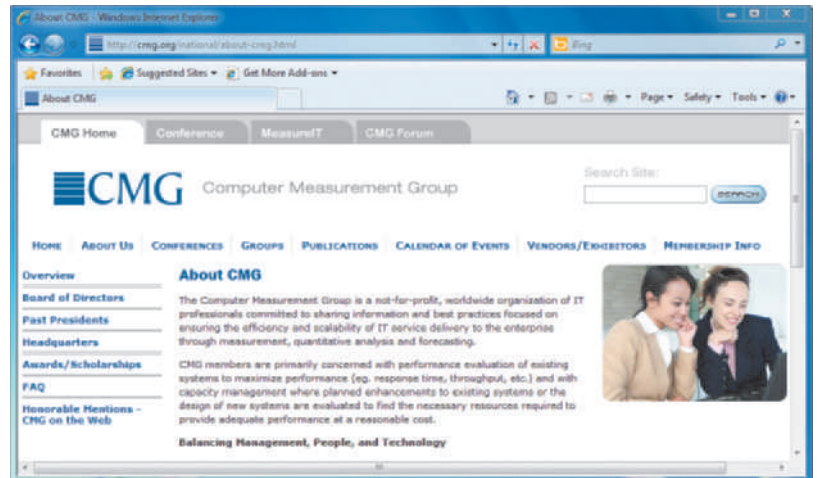 About CMG - Windows Internet Explorer
http://cmg.org/national/about-cmg.html
Bing
Favorites Suggested Sites Get More Add-ons
About CMG
Page Safety Tools
CMG Home Conference MeasureIT CMG Forum
CMG Computer Measurement Group
Search Site:
SEARCH
HOME ABOUT US CONFERENCES GROUPS PUBLICATIONS CALENDAR OF EVENTS VENDORS/EXHIBITORS MEMBERSHIP INFO
Overview
Board of Directors
Past Presidents
Headquarters
Awards/Scholarships
FAQ
Honorable Mentions –
CMG on the Web
About CMG
The Computer Measurement Group is a not-for-profit, worldwide organization of IT
professionals committed to sharing information and best practices focused on
ensuring the efficiency and scalability of IT service delivery to the enterprise
through measurement, quantitative analysis and forecasting.
CMG members are primarily concerned with performance evaluation of existing
systems to maximize performance (eg. response time, throughput, etc.) and with
capacity management where planned enhancements to existing systems or the
design of new systems are evaluated to find the necessary resources required to
provide adequate performance at a reasonable cost.
Balancing Management, People, and Technology